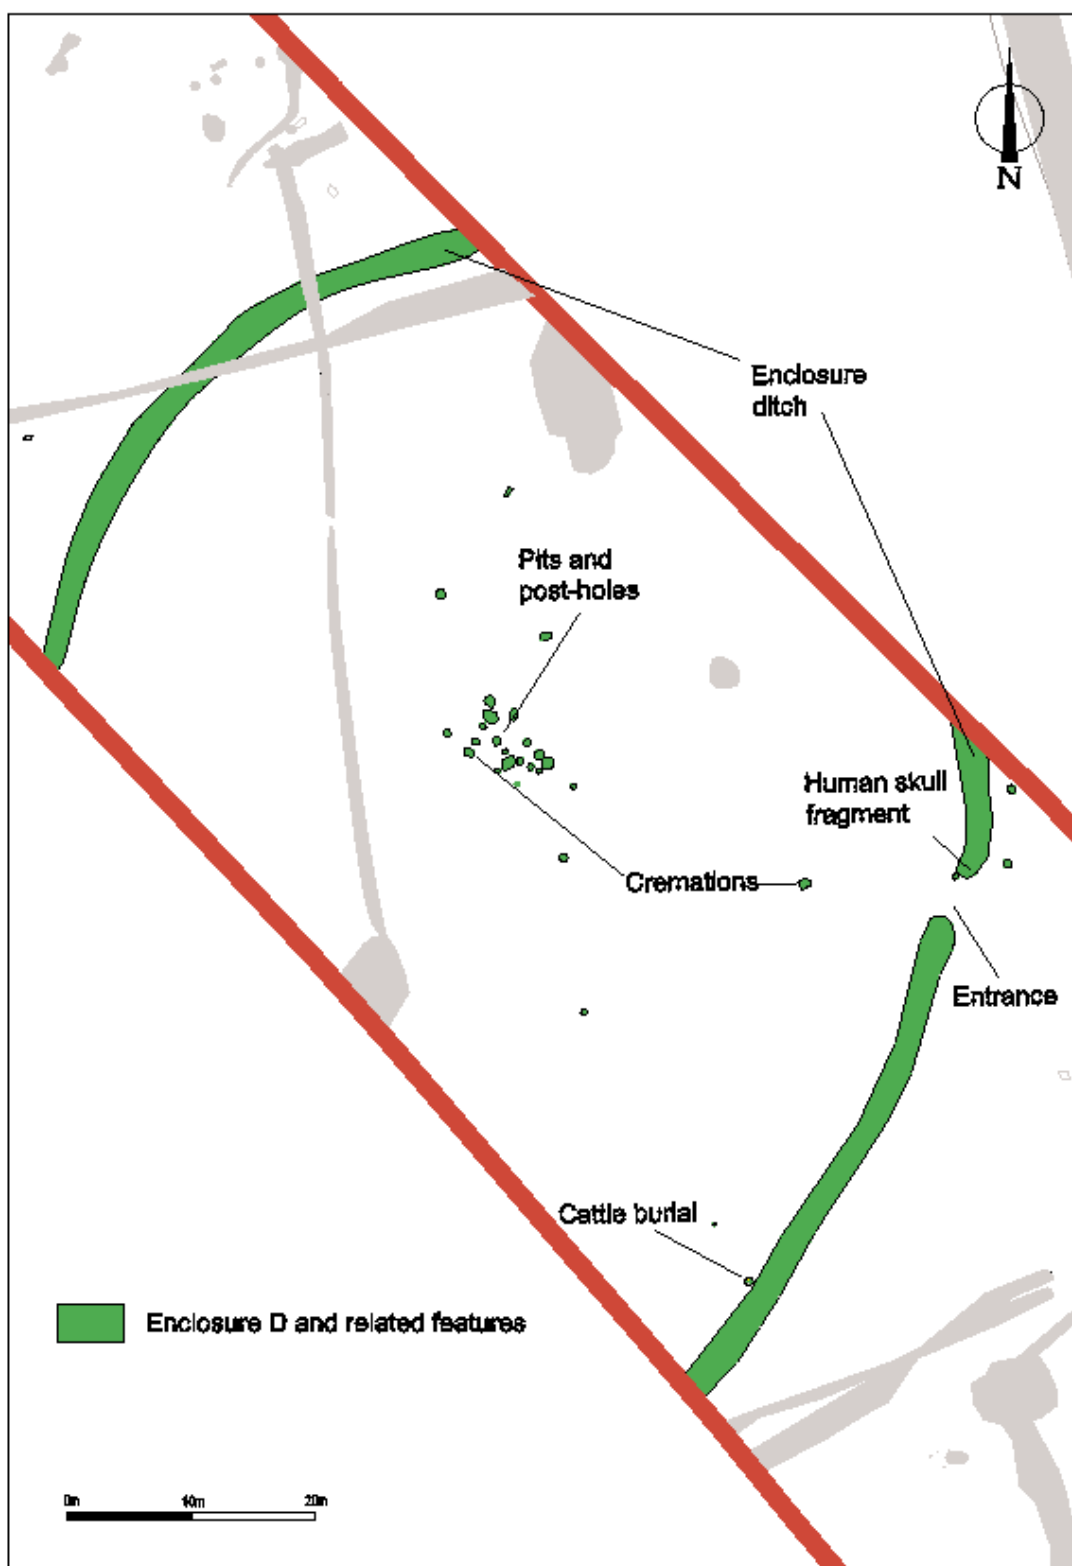 N
Enclosure
ditch
Pits and
post-holes
Human skull
fragment
Cremations
Entrance
Cattle burial
Enclosure D and related features
0m 10m 20m